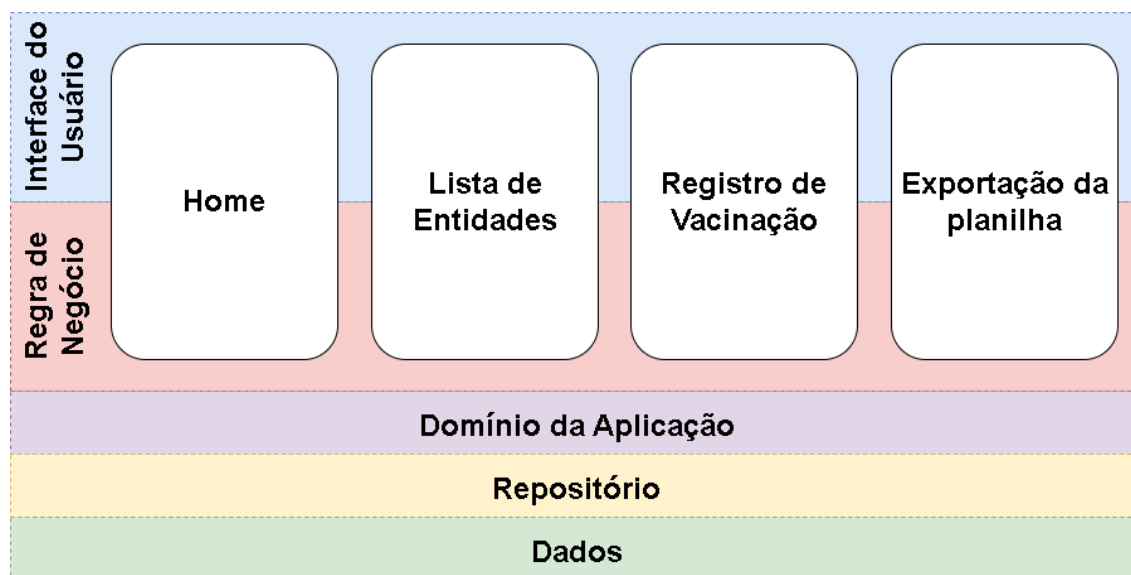 Interface do
Usuário
Regra de
Negócio
Home
Lista de
Entidades
Registro de
Vacinação
Exportação da
planilha
Domínio da Aplicação
Repositório
Dados